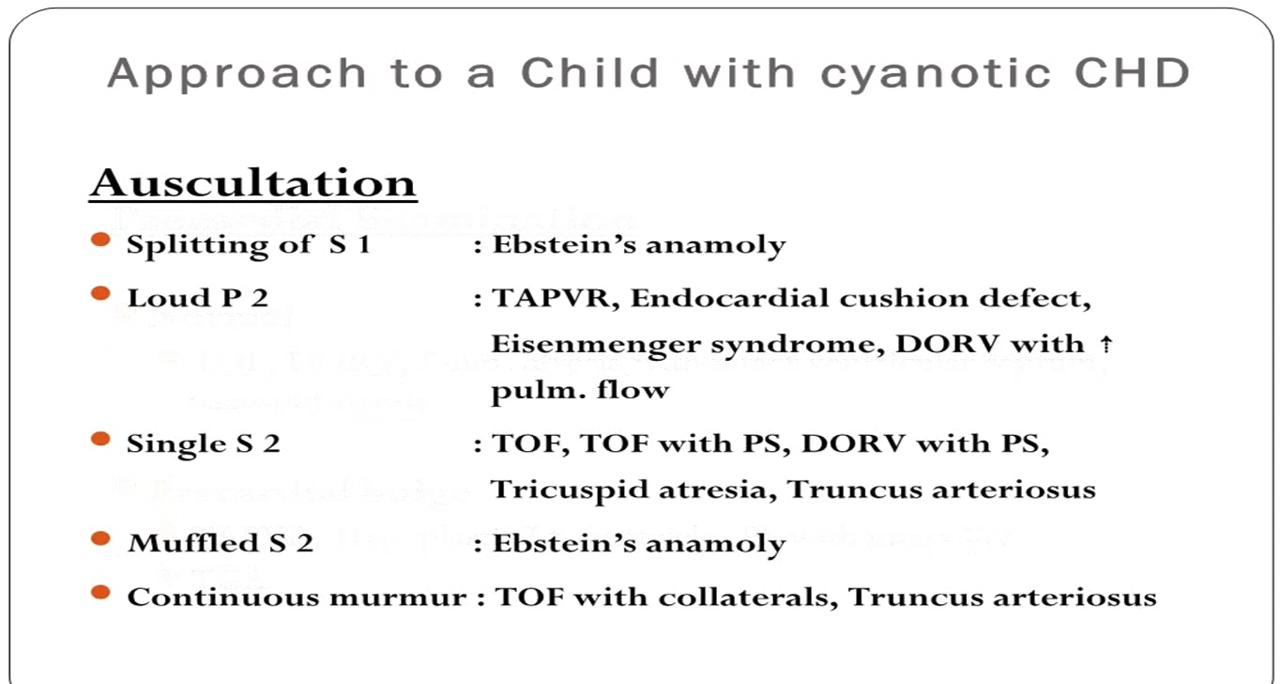 Approach to a Child with cyanotic CHD
Auscultation
Splitting of S 1 : Ebstein’s anamoly
Loud P 2 : TAPVR, Endocardial cushion defect,
Eisenmenger syndrome, DORV with ↑
pulm. flow
Single S 2 : TOF, TOF with PS, DORV with PS,
Tricuspid atresia, Truncus arteriosus
Muffled S 2 : Ebstein’s anamoly
Continuous murmur : TOF with collaterals, Truncus arteriosus